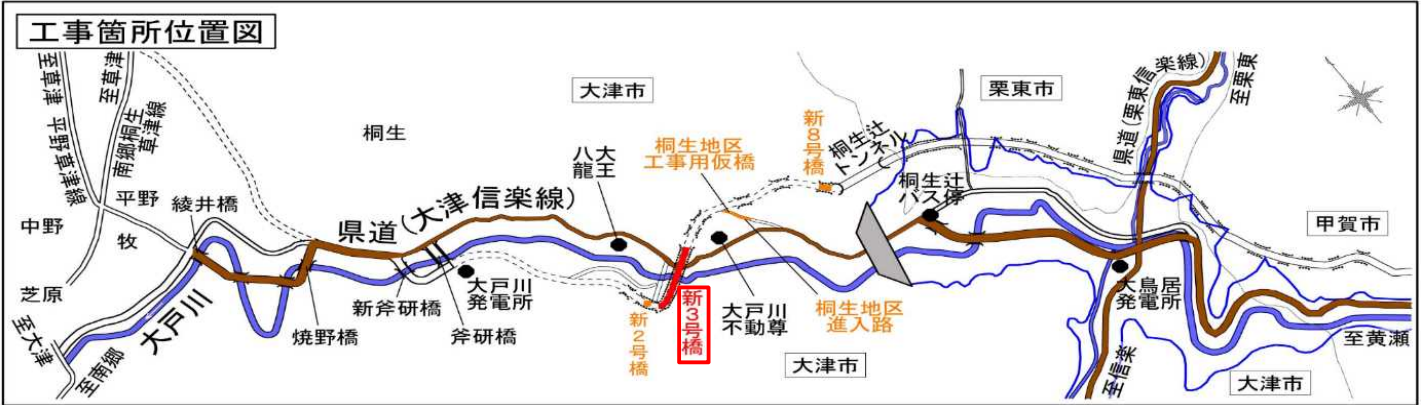 工事箇所位置図
至草津 平野草津線
至草津
南郷桐生
草津線
中野
平野
牧
芝原
至大津
至南郷
綾井橋
大戸川
桐生
焼野橋
県道(大津信楽線)
新斧研橋
斧研橋
大戸川
発電所
大津市
八大
龍王
新2号橋
新3号橋
大戸川
不動尊
桐生地区
工事用仮橋
新8号橋
桐生辻
トンネル
桐生地区
進入路
大津市
桐生辻
バス停
栗東市
県道(栗東信楽線)
至栗東
大鳥居
発電所
至信楽
甲賀市
至黄瀬
大津市